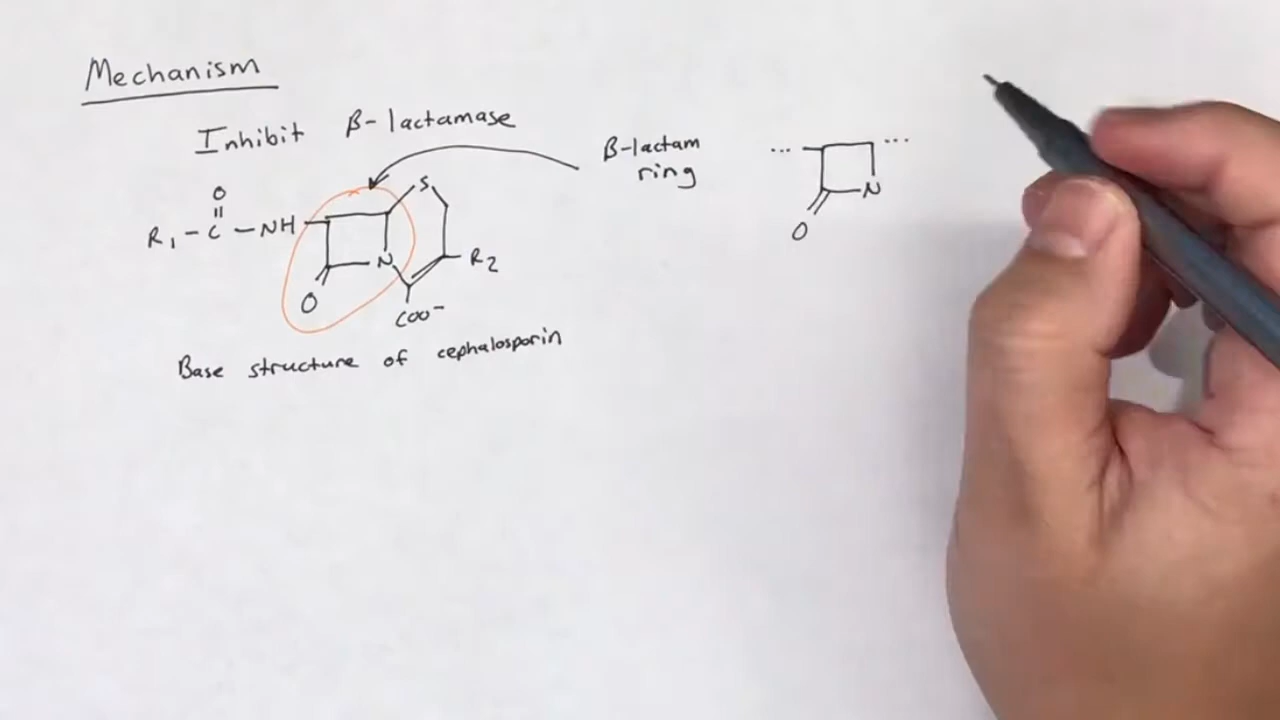 Mechanism
Inhibit β-lactamase
β-lactam
ring
... ...
N
O
O
S
R1 - C - NH
N
R2
O
COO-
Base structure of cephalosporin